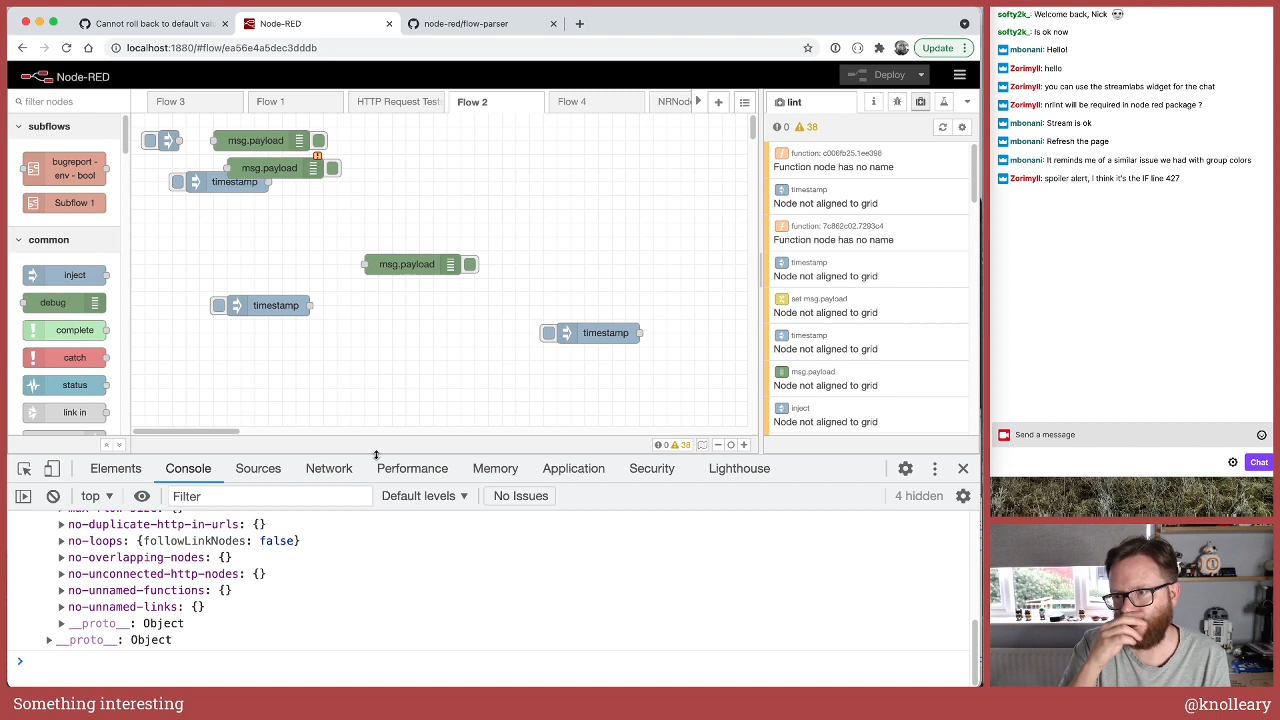 Cannot roll back to default valu
Node-RED
node-red/flow-parser
localhost:1880/#flow/ea56e4a5dec3dddb
Update
Node-RED
Deploy
filter nodes
Flow 3
Flow 1
HTTP Request Test
Flow 2
Flow 4
NRNod
lint
subflows
bugreport -
env - bool
Subflow 1
common
inject
debug
complete
catch
status
link in
msg.payload
msg.payload
timestamp
msg.payload
timestamp
timestamp
0 38
0 38
function: c006fb25.1ee398
Function node has no name
timestamp
Node not aligned to grid
function: 7c862c02.7293c4
Function node has no name
timestamp
Node not aligned to grid
set msg.payload
Node not aligned to grid
timestamp
Node not aligned to grid
msg.payload
Node not aligned to grid
inject
Node not aligned to grid
Elements Console Sources Network Performance Memory Application Security Lighthouse
top
Filter
Default levels
No Issues
4 hidden
no-duplicate-http-in-urls: {}
no-loops: {followLinkNodes: false}
no-overlapping-nodes: {}
no-unconnected-http-nodes: {}
no-unnamed-functions: {}
no-unnamed-links: {}
__proto__: Object
__proto__: Object
softy2k_: Welcome back, Nick
softy2k_: Is ok now
mbonani: Hello!
Zorimyll: hello
Zorimyll: you can use the streamlabs widget for the chat
Zorimyll: nrlint will be required in node red package ?
mbonani: Stream is ok
mbonani: Refresh the page
mbonani: It reminds me of a similar issue we had with group colors
Zorimyll: spoiler alert, I think it's the IF line 427
Send a message
Chat
Something interesting
@knolleary